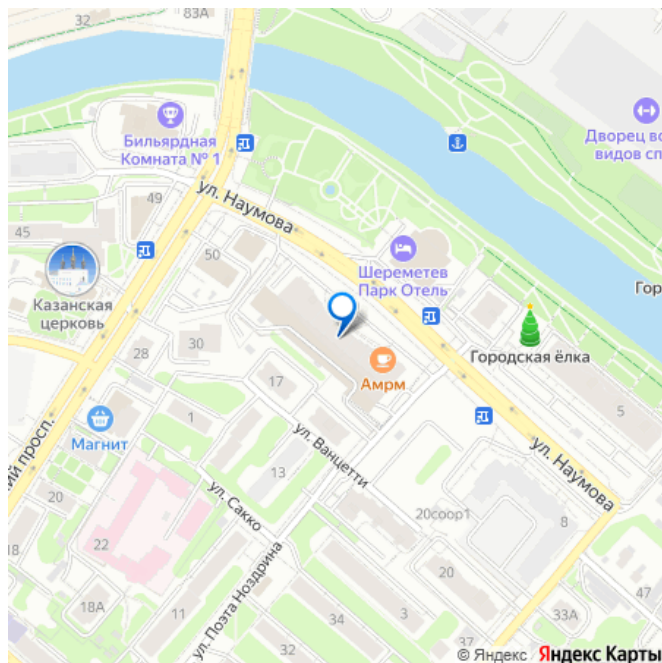 32
83А
Бильярдная
Комната № 1
Дворец во
видов сп
49
ул. Наумова
45
50
Шереметев
Парк Отель
Гор
Казанская
церковь
Городская ёлка
28
30
Амрм
17
5
1
Магнит
ий просп.
ул. Ванцетти
ул. Наумова
13
ул. Сакко
20
20соор1
8
18
22
ул. Поэта Ноздрина
20
18А
11
34
3
33А
47
32
© Яндекс Яндекс Карты